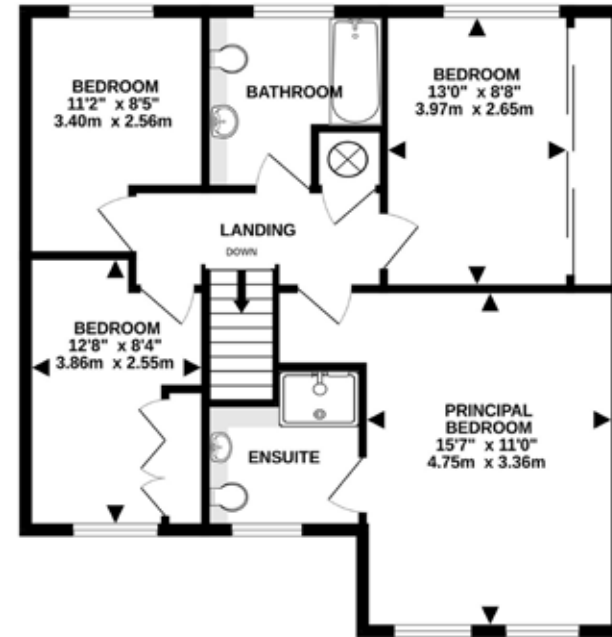 BEDROOM
11'2" x 8'5"
3.40m x 2.56m
BATHROOM
BEDROOM
13'0" x 8'8"
3.97m x 2.65m
LANDING
DOWN
BEDROOM
12'8" x 8'4"
3.86m x 2.55m
ENSUITE
PRINCIPAL
BEDROOM
15'7" x 11'0"
4.75m x 3.36m